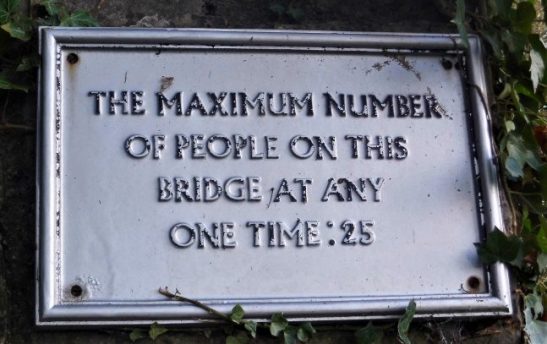 THE MAXIMUM NUMBER
OF PEOPLE ON THIS
BRIDGE, AT ANY
ONE TIME: 25